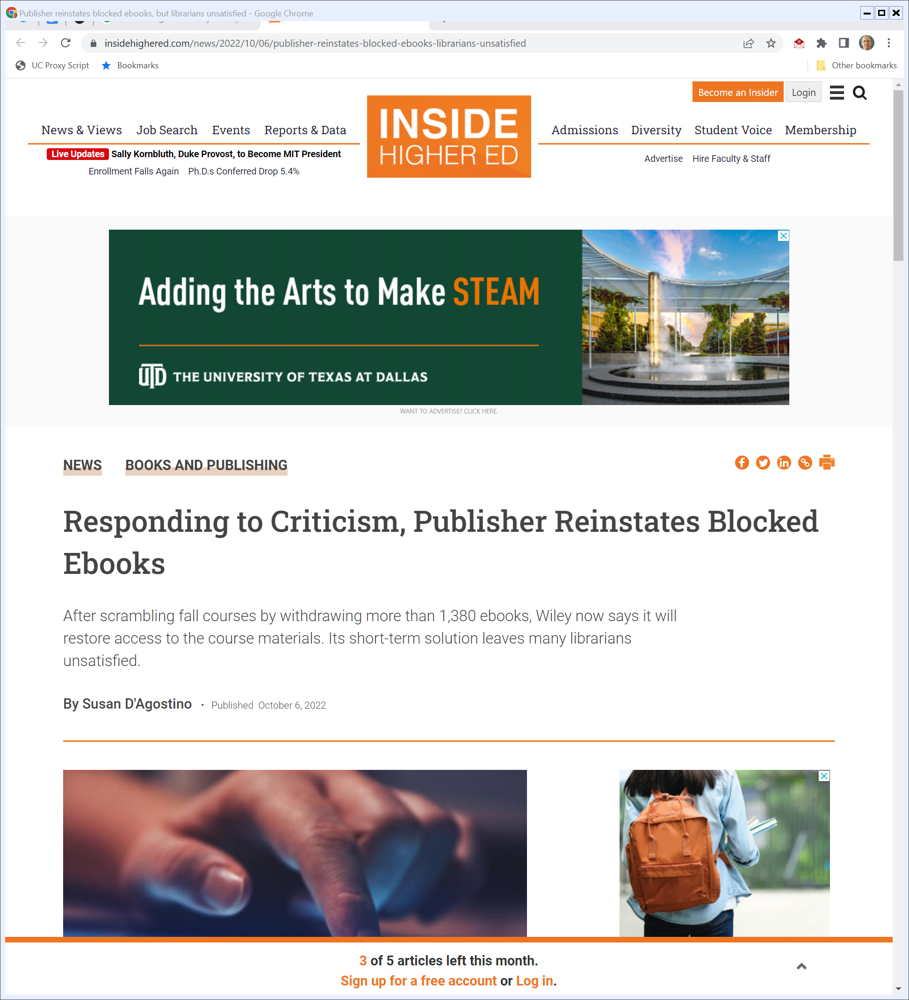 Publisher reinstates blocked ebooks, but librarians unsatisfied - Google Chrome
insidehighered.com/news/2022/10/06/publisher-reinstates-blocked-ebooks-librarians-unsatisfied
UC Proxy Script Bookmarks Other bookmarks
Become an Insider Login
News & Views Job Search Events Reports & Data
INSIDE
HIGHER ED
Admissions Diversity Student Voice Membership
Live Updates Sally Kornbluth, Duke Provost, to Become MIT President
Enrollment Falls Again Ph.D.s Conferred Drop 5.4%
Advertise Hire Faculty & Staff
Adding the Arts to Make STEAM
UTD THE UNIVERSITY OF TEXAS AT DALLAS
WANT TO ADVERTISE? CLICK HERE.
NEWS BOOKS AND PUBLISHING
Responding to Criticism, Publisher Reinstates Blocked
Ebooks
After scrambling fall courses by withdrawing more than 1,380 ebooks, Wiley now says it will
restore access to the course materials. Its short-term solution leaves many librarians
unsatisfied.
By Susan D'Agostino • Published October 6, 2022
3 of 5 articles left this month.
Sign up for a free account or Log in.